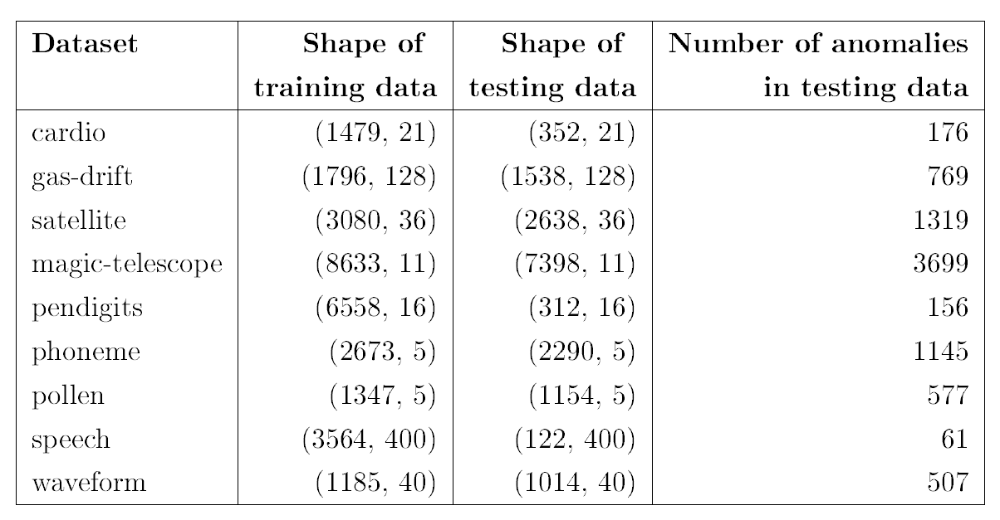 Dataset Shape of Shape of Number of anomalies
training data testing data in testing data
cardio (1479, 21) (352, 21) 176
gas-drift (1796, 128) (1538, 128) 769
satellite (3080, 36) (2638, 36) 1319
magic-telescope (8633, 11) (7398, 11) 3699
pendigits (6558, 16) (312, 16) 156
phoneme (2673, 5) (2290, 5) 1145
pollen (1347, 5) (1154, 5) 577
speech (3564, 400) (122, 400) 61
waveform (1185, 40) (1014, 40) 507